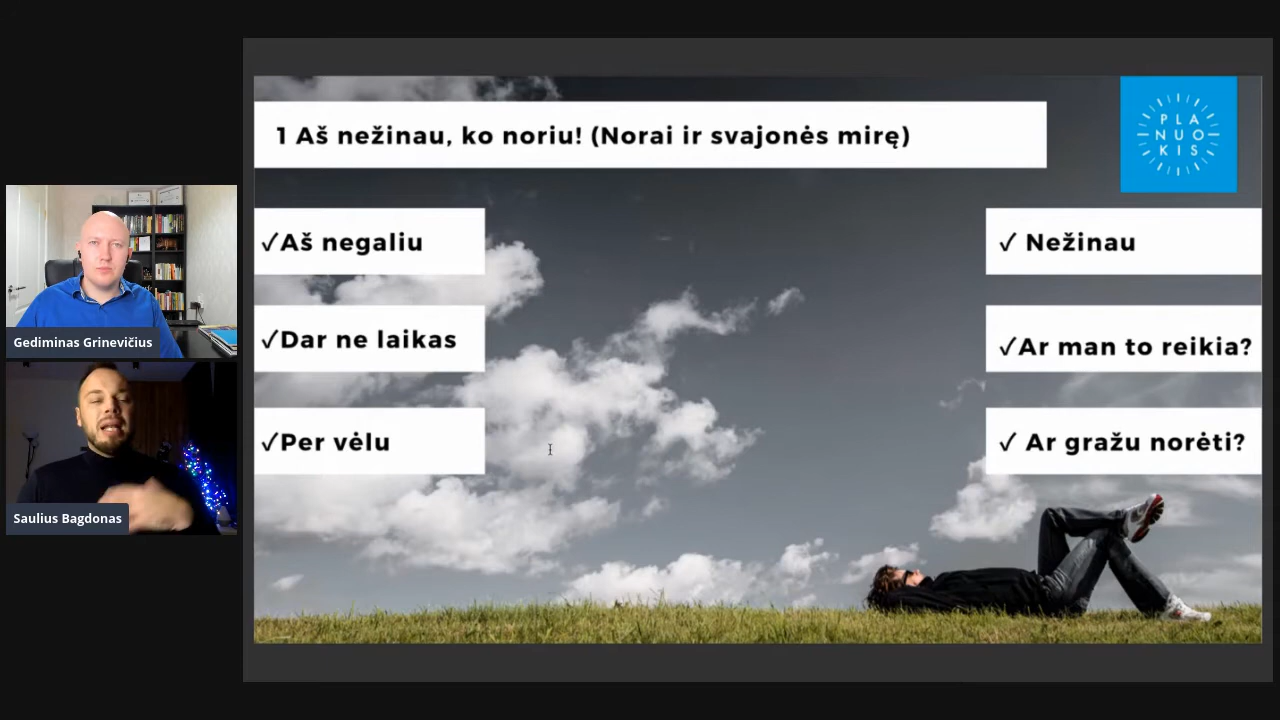 1 Aš nežinau, ko noriu! (Norai ir svajonės mirę)
PLA
NUO
KIS
✓Aš negaliu
✓ Nežinau
✓Dar ne laikas
✓Ar man to reikia?
✓Per vėlu
✓ Ar gražu norėti?
Gediminas Grinevičius
Saulius Bagdonas